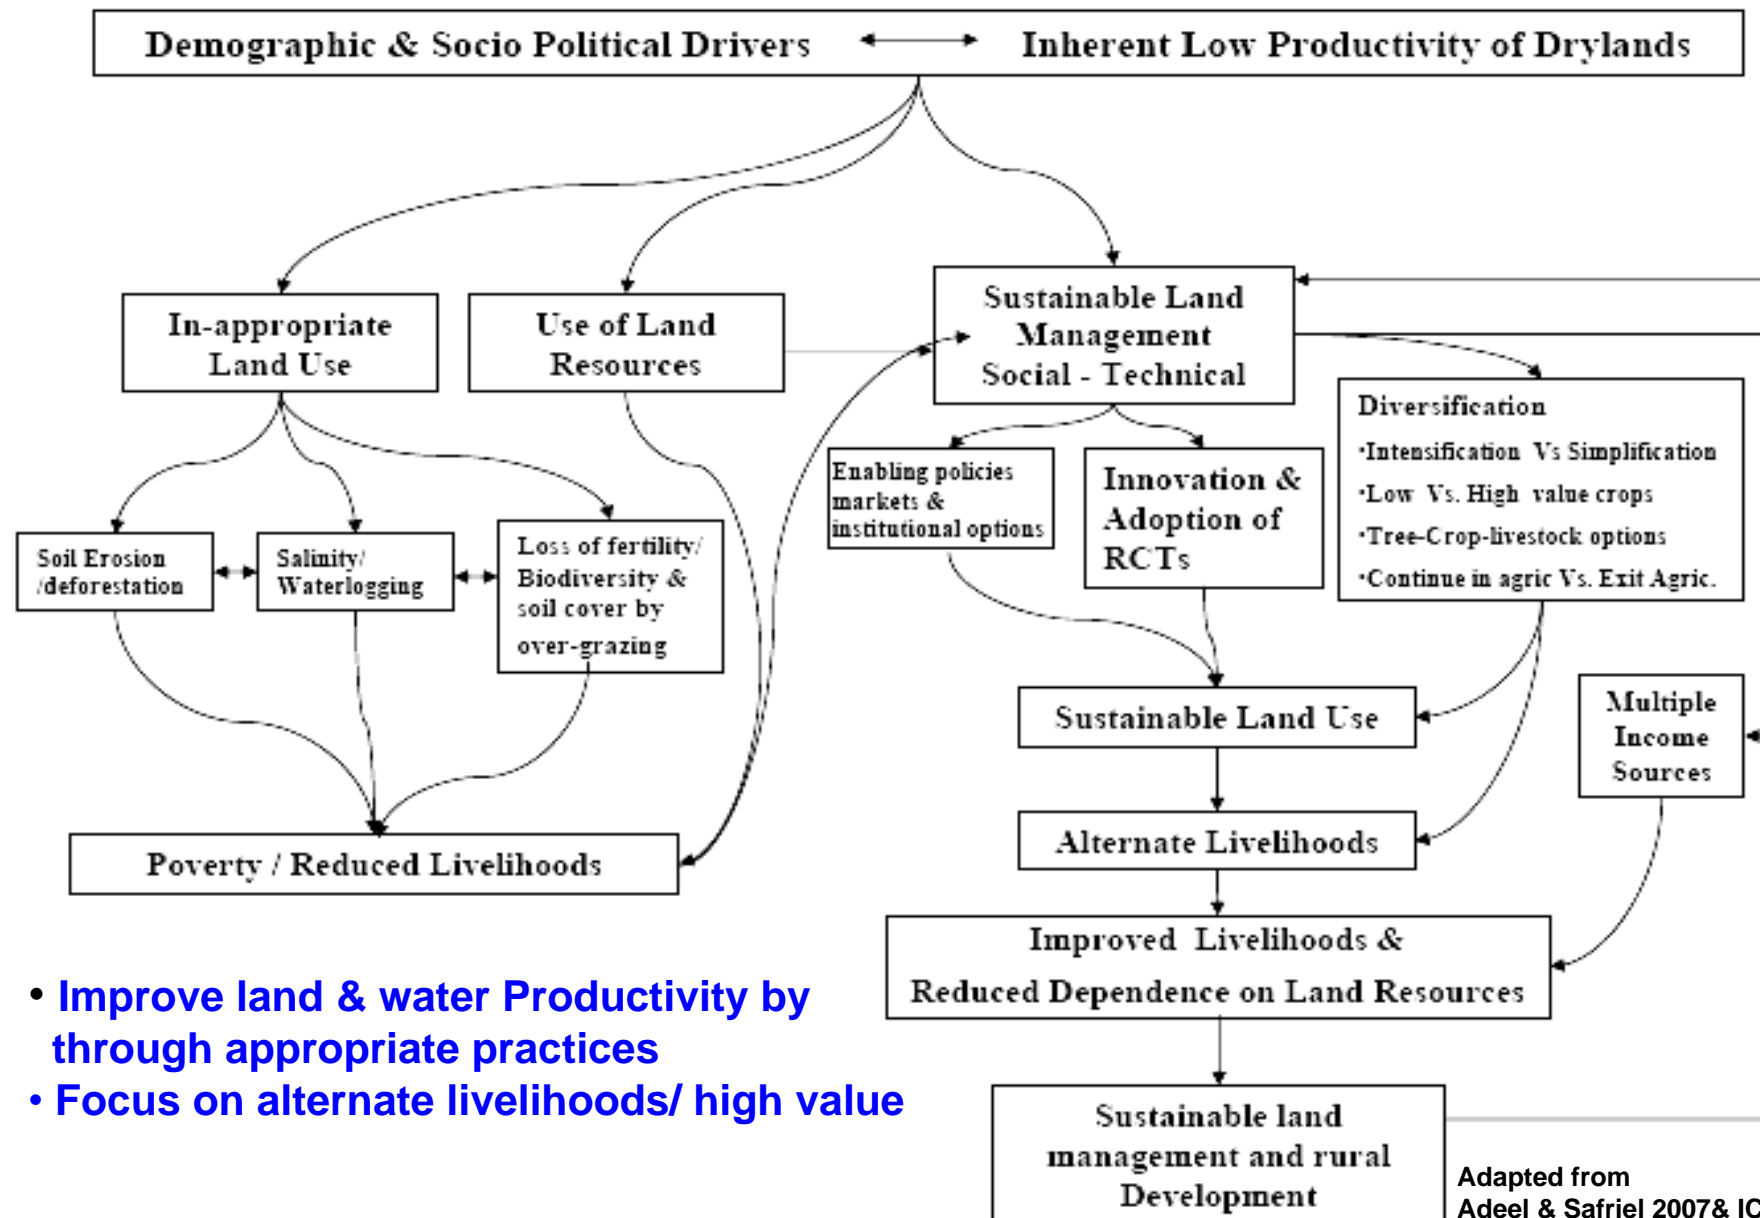 Demographic & Socio Political Drivers Inherent Low Productivity of Drylands
In-appropriate
Land Use
Use of Land
Resources
Sustainable Land
Management
Social - Technical
Diversification
•Intensification Vs Simplification
•Low Vs. High value crops
•Tree-Crop-livestock options
•Continue in agric Vs. Exit Agric.
Enabling policies
markets &
institutional options
Innovation &
Adoption of
RCTs
Soil Erosion
/deforestation
Salinity/
Waterlogging
Loss of fertility/
Biodiversity &
soil cover by
over-grazing
Sustainable Land Use
Multiple
Income
Sources
Alternate Livelihoods
Poverty / Reduced Livelihoods
Improved Livelihoods &
Reduced Dependence on Land Resources
• Improve land & water Productivity by
through appropriate practices
• Focus on alternate livelihoods/ high value
Sustainable land
management and rural
Development
Adapted from
Adeel & Safriel 2007&